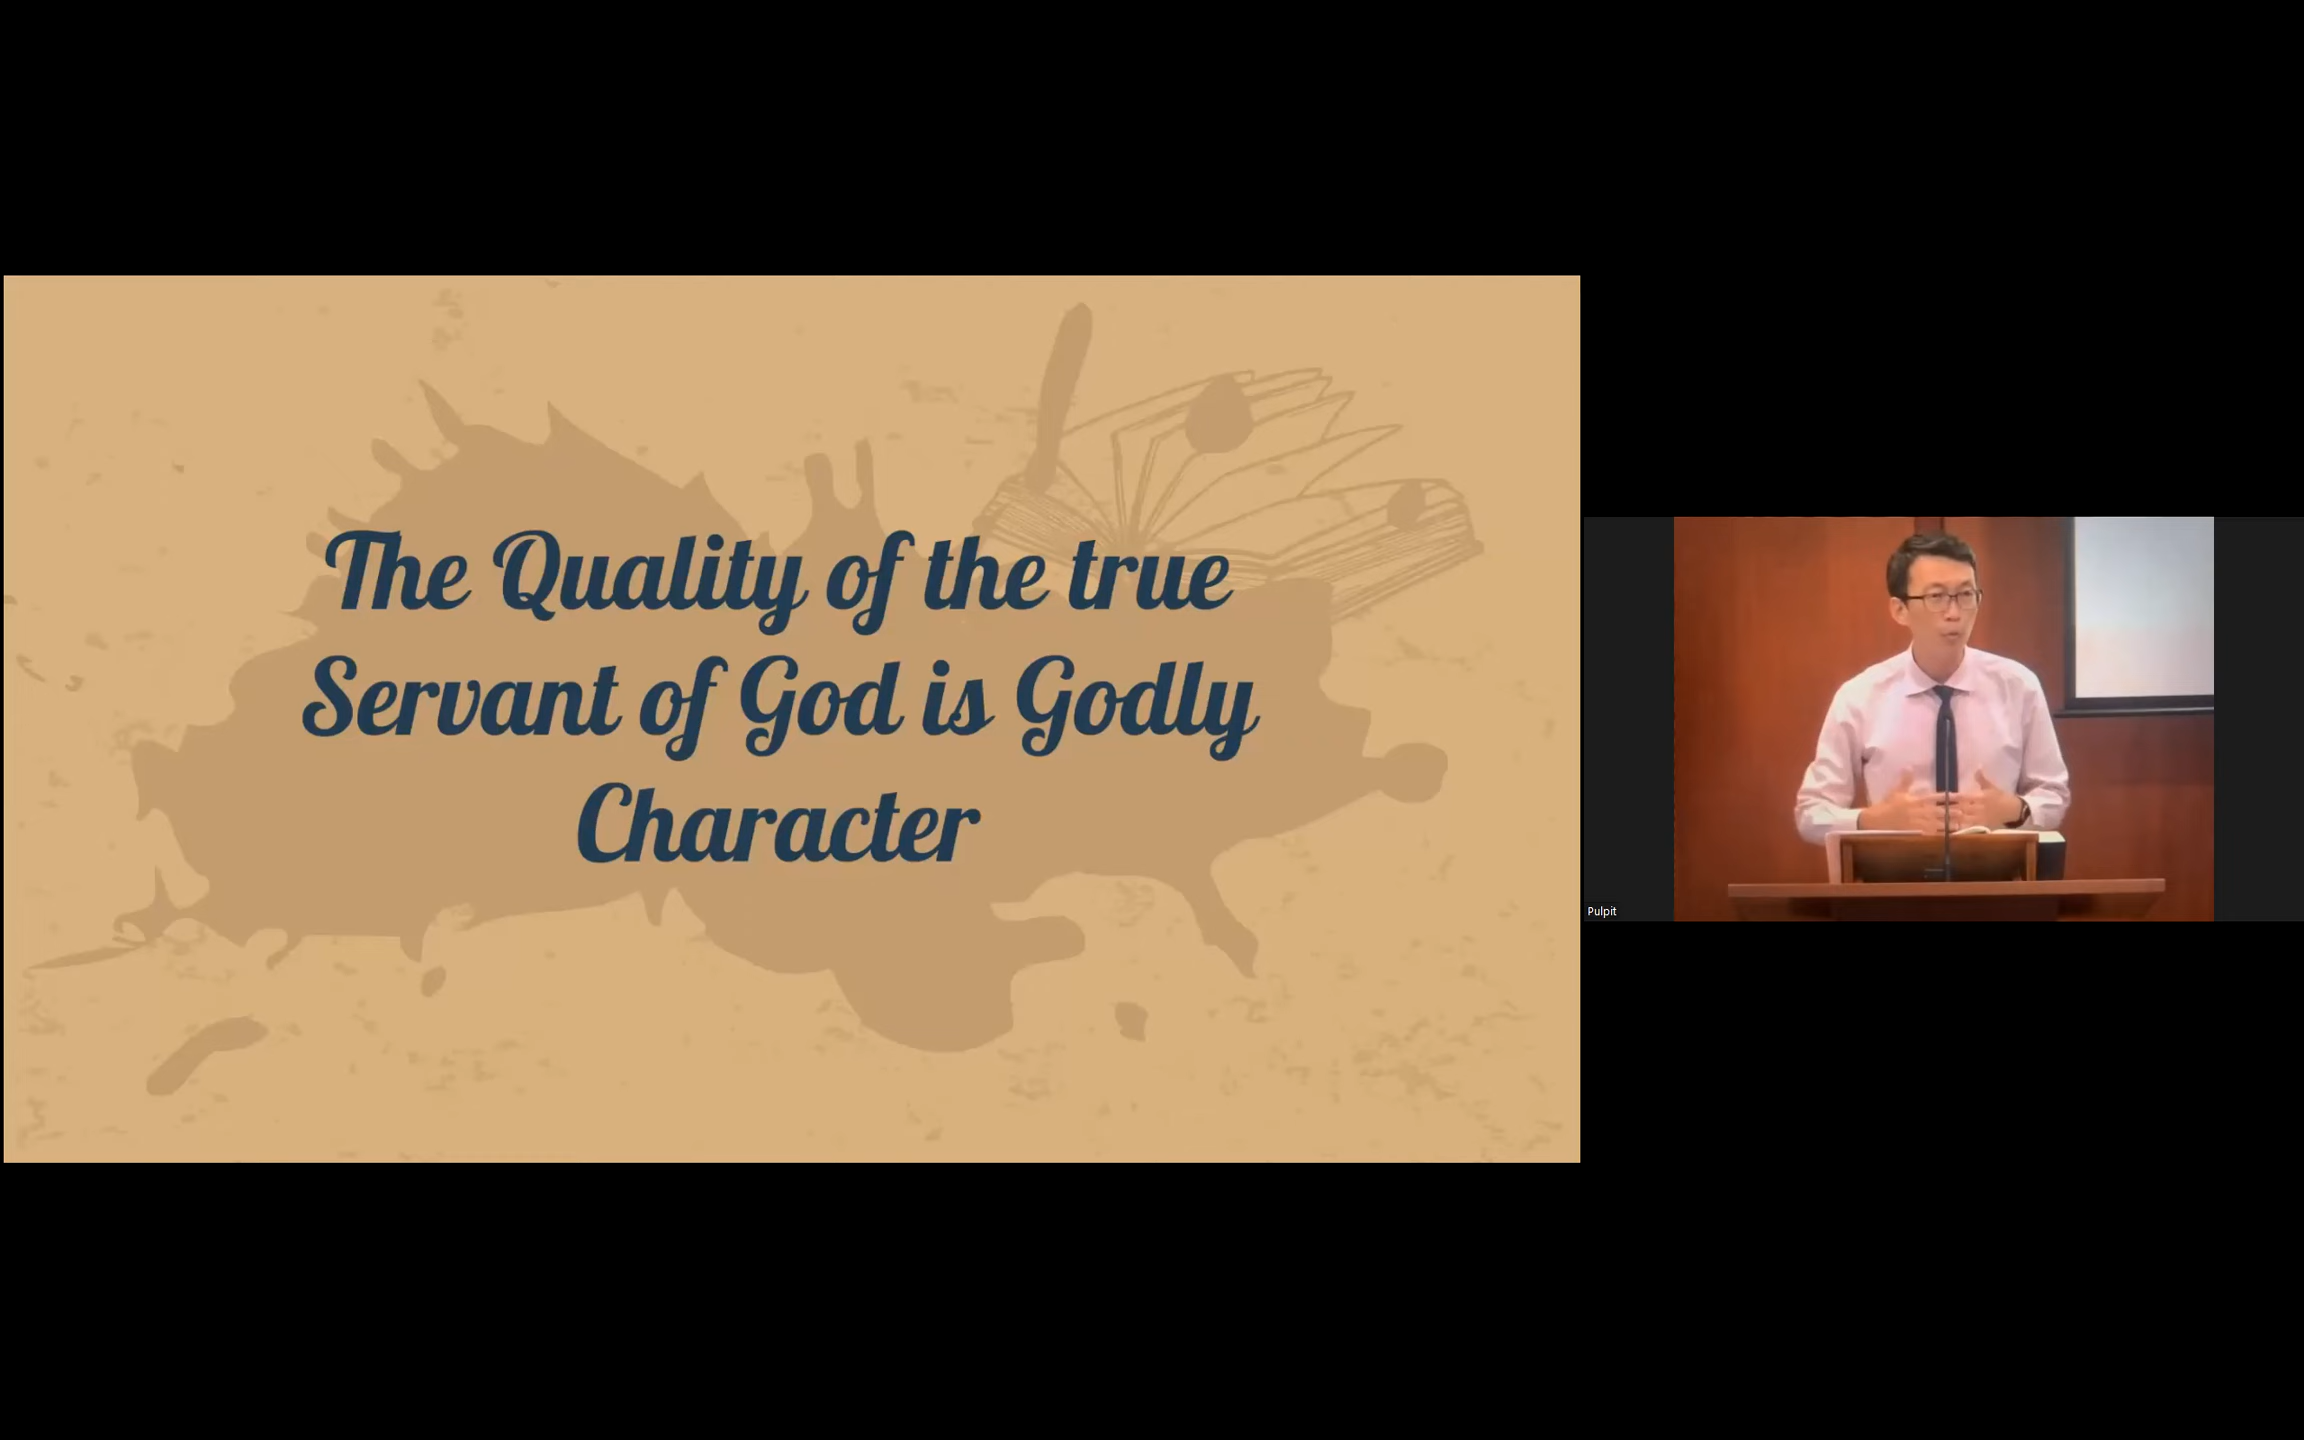 The Quality of the true
Servant of God is Godly
Character
Pulpit